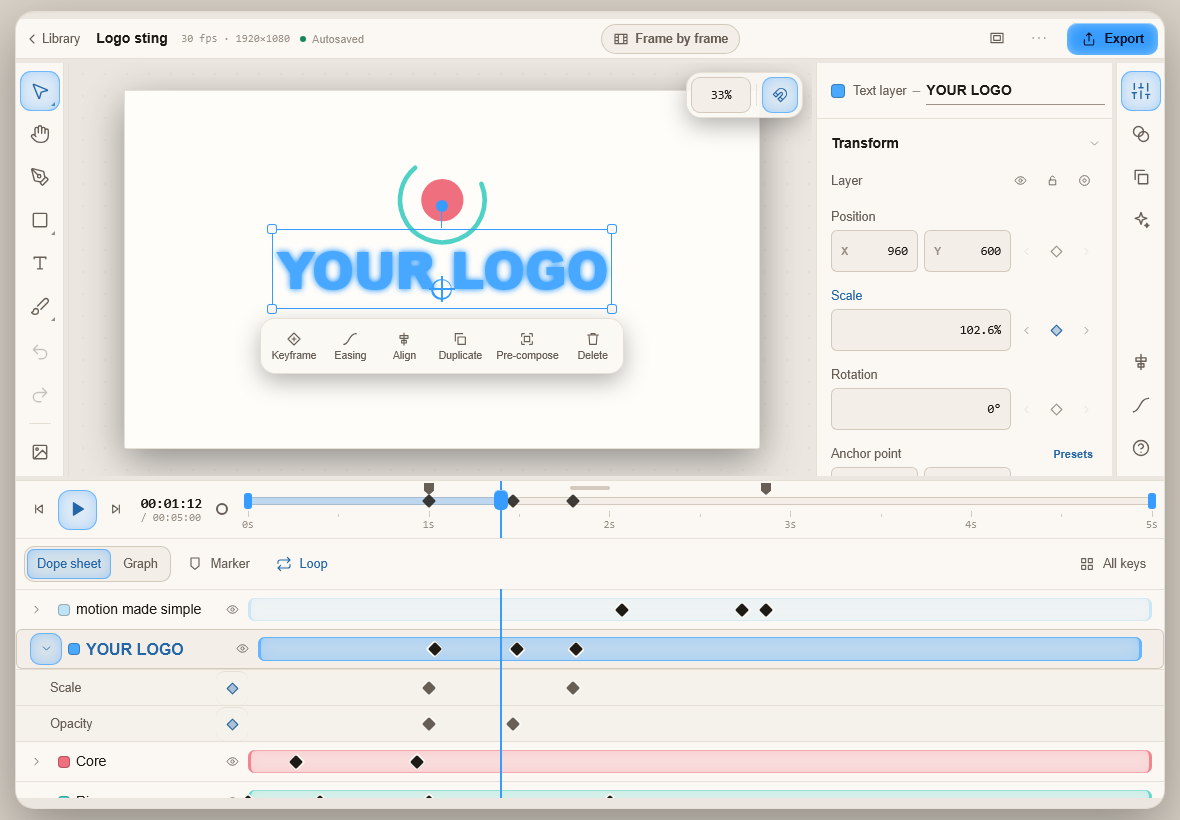 Library
Logo sting
30 fps · 1920×1080
Autosaved
Frame by frame
Export
33%
Text layer – YOUR LOGO
Transform
Layer
Position
X 960
Y 600
Scale
102.6%
Rotation
0°
Anchor point
Presets
YOUR LOGO
Keyframe
Easing
Align
Duplicate
Pre-compose
Delete
00:01:12
/ 00:05:00
0s
1s
2s
3s
4s
5s
Dope sheet
Graph
Marker
Loop
All keys
motion made simple
YOUR LOGO
Scale
Opacity
Core